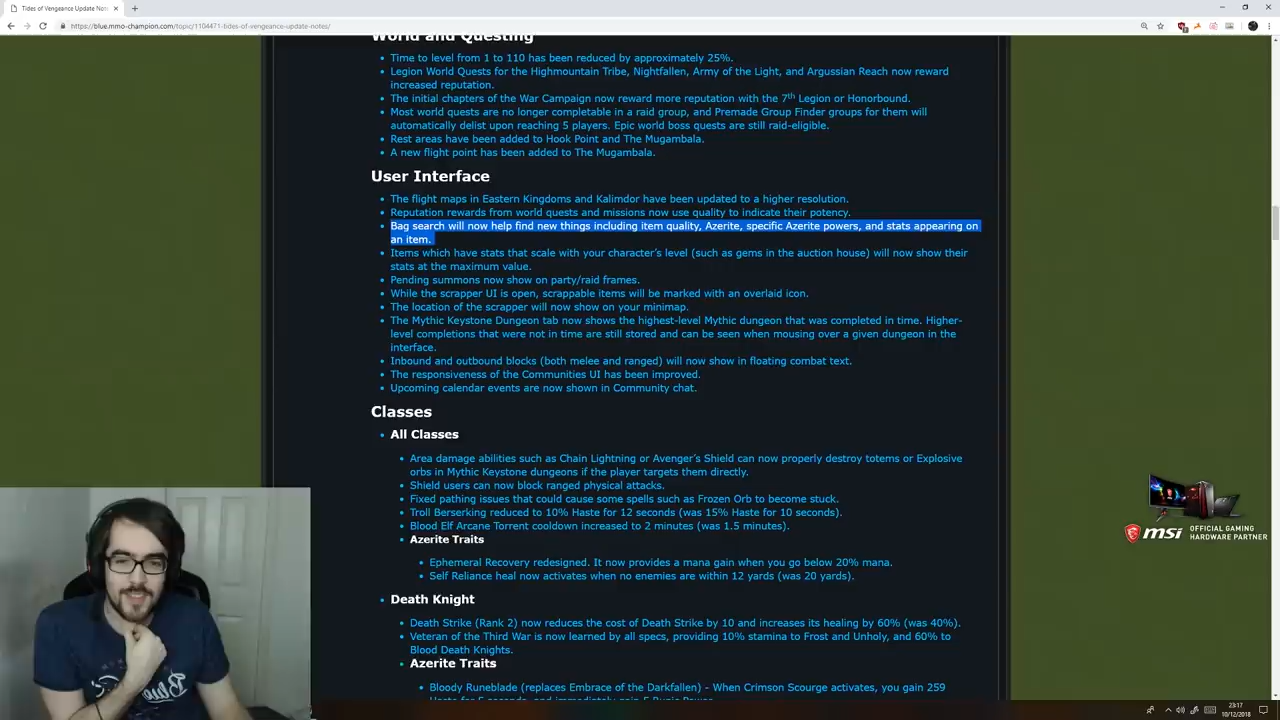 Tides of Vengeance Update Not
https://blue.mmo-champion.com/topic/1104471-tides-of-vengeance-update-notes/
World and Questing
Time to level from 1 to 110 has been reduced by approximately 25%.
Legion World Quests for the Highmountain Tribe, Nightfallen, Army of the Light, and Argussian Reach now reward
increased reputation.
The initial chapters of the War Campaign now reward more reputation with the 7th Legion or Honorbound.
Most world quests are no longer completable in a raid group, and Premade Group Finder groups for them will
automatically delist upon reaching 5 players. Epic world boss quests are still raid-eligible.
Rest areas have been added to Hook Point and The Mugambala.
A new flight point has been added to The Mugambala.
User Interface
The flight maps in Eastern Kingdoms and Kalimdor have been updated to a higher resolution.
Reputation rewards from world quests and missions now use quality to indicate their potency.
Bag search will now help find new things including item quality, Azerite, specific Azerite powers, and stats appearing on
an item.
Items which have stats that scale with your character's level (such as gems in the auction house) will now show their
stats at the maximum value.
Pending summons now show on party/raid frames.
While the scrapper UI is open, scrappable items will be marked with an overlaid icon.
The location of the scrapper will now show on your minimap.
The Mythic Keystone Dungeon tab now shows the highest-level Mythic dungeon that was completed in time. Higher-
level completions that were not in time are still stored and can be seen when mousing over a given dungeon in the
interface.
Inbound and outbound blocks (both melee and ranged) will now show in floating combat text.
The responsiveness of the Communities UI has been improved.
Upcoming calendar events are now shown in Community chat.
Classes
All Classes
Area damage abilities such as Chain Lightning or Avenger's Shield can now properly destroy totems or Explosive
orbs in Mythic Keystone dungeons if the player targets them directly.
Shield users can now block ranged physical attacks.
Fixed pathing issues that could cause some spells such as Frozen Orb to become stuck.
Troll Berserking reduced to 10% Haste for 12 seconds (was 15% Haste for 10 seconds).
Blood Elf Arcane Torrent cooldown increased to 2 minutes (was 1.5 minutes).
Azerite Traits
Ephemeral Recovery redesigned. It now provides a mana gain when you go below 20% mana.
Self Reliance heal now activates when no enemies are within 12 yards (was 20 yards).
Death Knight
Death Strike (Rank 2) now reduces the cost of Death Strike by 10 and increases its healing by 60% (was 40%).
Veteran of the Third War is now learned by all specs, providing 10% stamina to Frost and Unholy, and 60% to
Blood Death Knights.
Azerite Traits
Bloody Runeblade (replaces Embrace of the Darkfallen) - When Crimson Scourge activates, you gain 259
msi OFFICIAL GAMING
HARDWARE PARTNER
23:17
10/12/2018